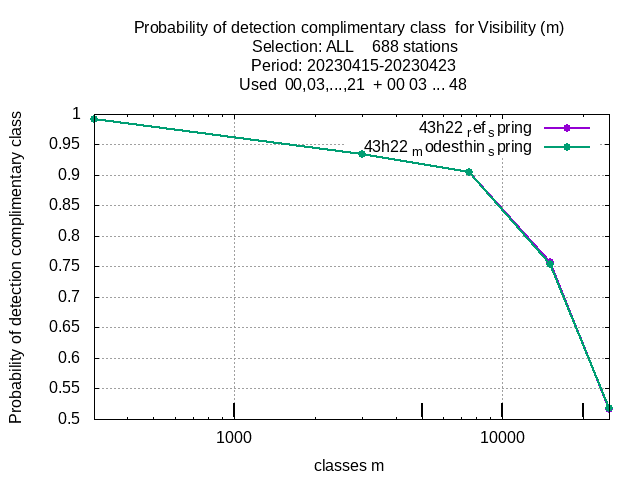 Probability of detection complimentary class  for Visibility (m)
Selection: ALL    688 stations
Period: 20230415-20230423
Used  00,03,...,21  + 00 03 ... 48
Probability of detection complimentary class
1
0.95
0.9
0.85
0.8
0.75
0.7
0.65
0.6
0.55
0.5
43h22 ref spring
43h22 modesthin spring
1000
10000
classes m